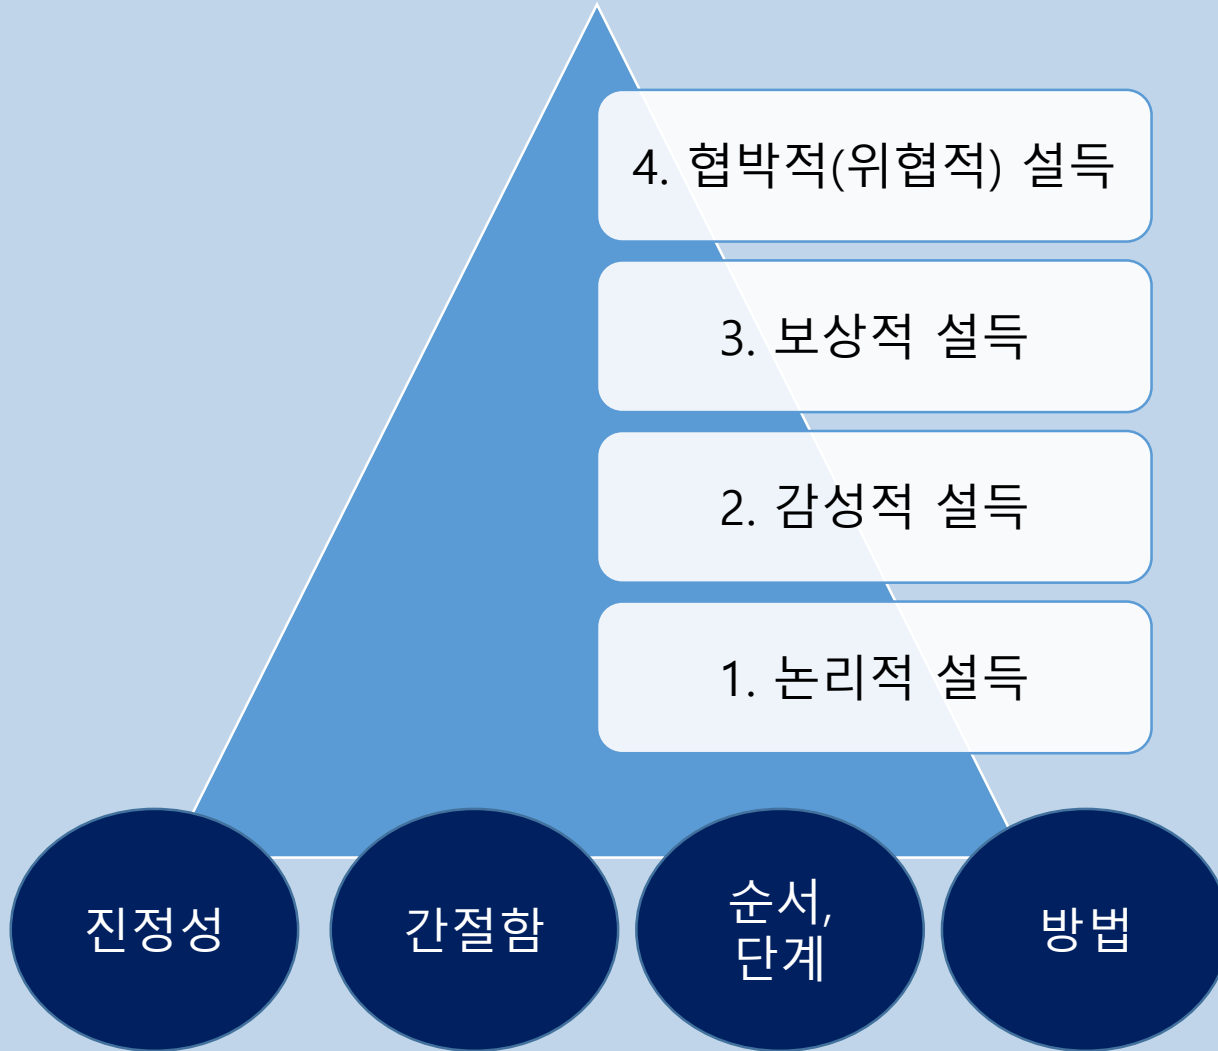 4. 협박적(위협적) 설득
3. 보상적 설득
2. 감성적 설득
1. 논리적 설득
진정성
간절함
순서,
단계
방법